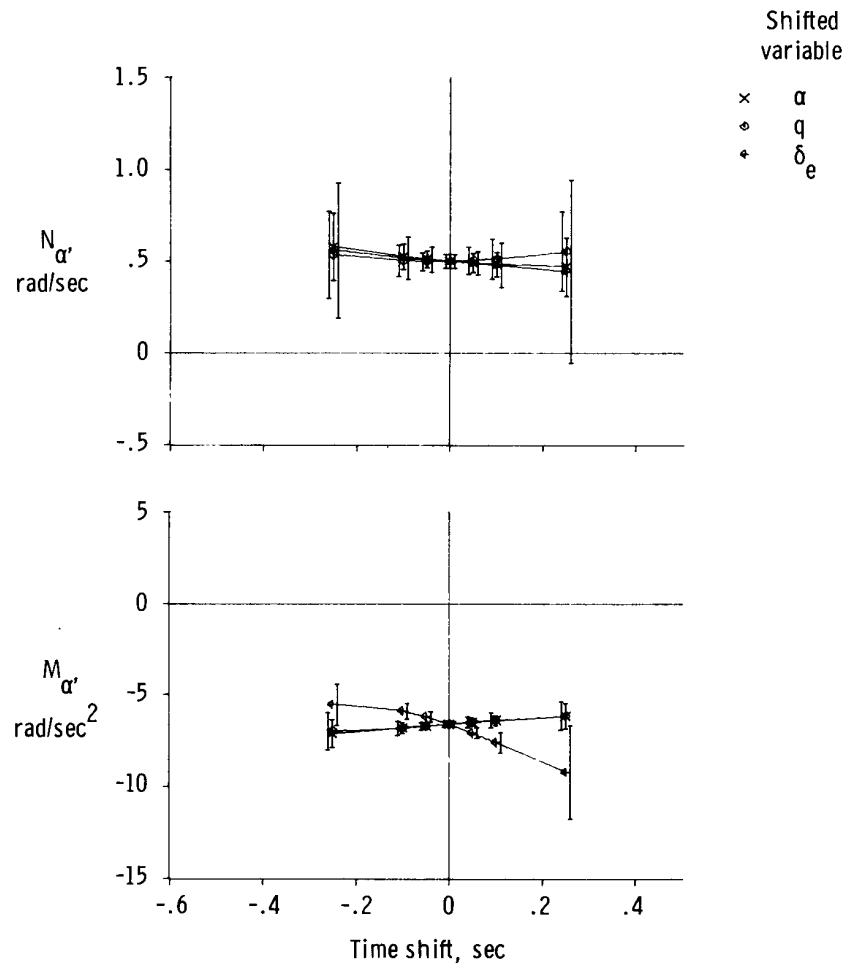 Shifted
variable
α
q
δe
1.5
1.0
.5
0
-.5
Nα,
rad/sec
5
0
-5
-10
-15
Mα,
rad/sec2
-.6
-.4
-.2
0
.2
.4
Time shift, sec